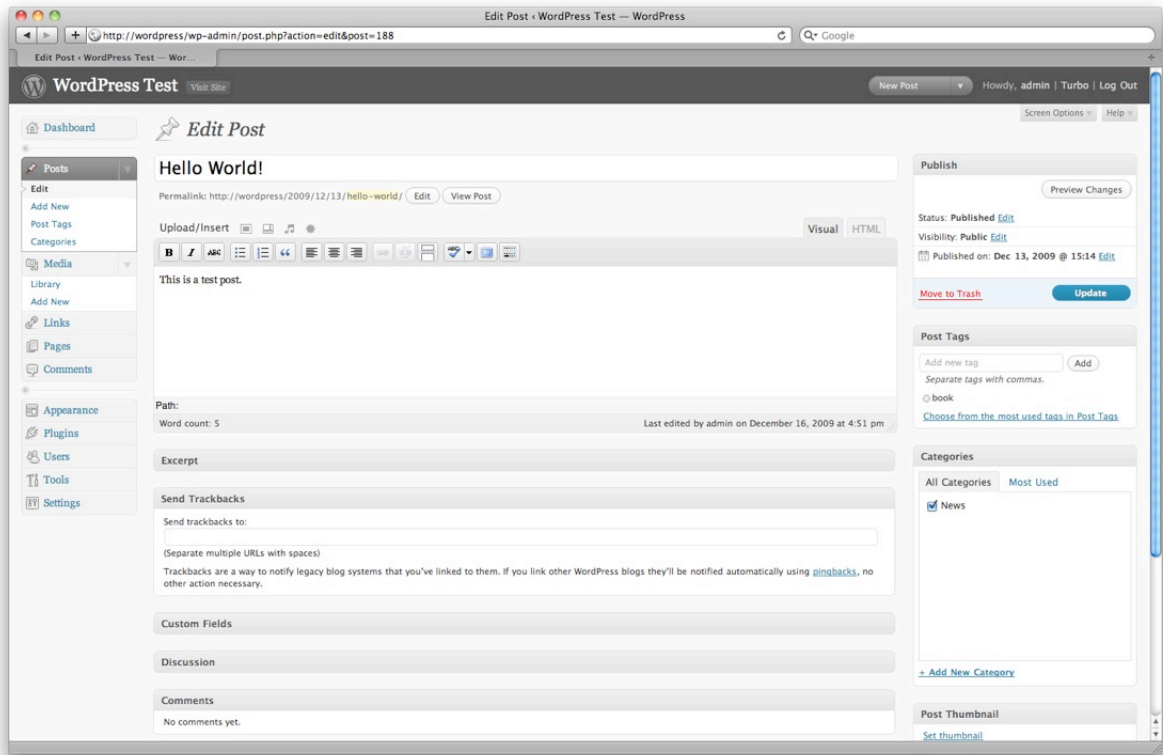 Edit Post ‹ WordPress Test — WordPress
http://wordpress/wp-admin/post.php?action=edit&post=188
Google
Edit Post ‹ WordPress Test — Wor...
WordPress Test
Visit Site
New Post
Howdy, admin | Turbo | Log Out
Screen Options
Help
Dashboard
Posts
Edit
Add New
Post Tags
Categories
Media
Library
Add New
Links
Pages
Comments
Appearance
Plugins
Users
Tools
Settings
Edit Post
Hello World!
Permalink: http://wordpress/2009/12/13/hello-world/ Edit View Post
Upload/Insert
Visual HTML
B I ABC
ABC
This is a test post.
Path:
Word count: 5
Last edited by admin on December 16, 2009 at 4:51 pm
Excerpt
Send Trackbacks
Send trackbacks to:
(Separate multiple URLs with spaces)
Trackbacks are a way to notify legacy blog systems that you've linked to them. If you link other WordPress blogs they'll be notified automatically using pingbacks, no
other action necessary.
Custom Fields
Discussion
Comments
No comments yet.
Publish
Preview Changes
Status: Published Edit
Visibility: Public Edit
Published on: Dec 13, 2009 @ 15:14 Edit
Move to Trash
Update
Post Tags
Add new tag
Add
Separate tags with commas.
book
Choose from the most used tags in Post Tags
Categories
All Categories Most Used
News
+ Add New Category
Post Thumbnail
Set thumbnail